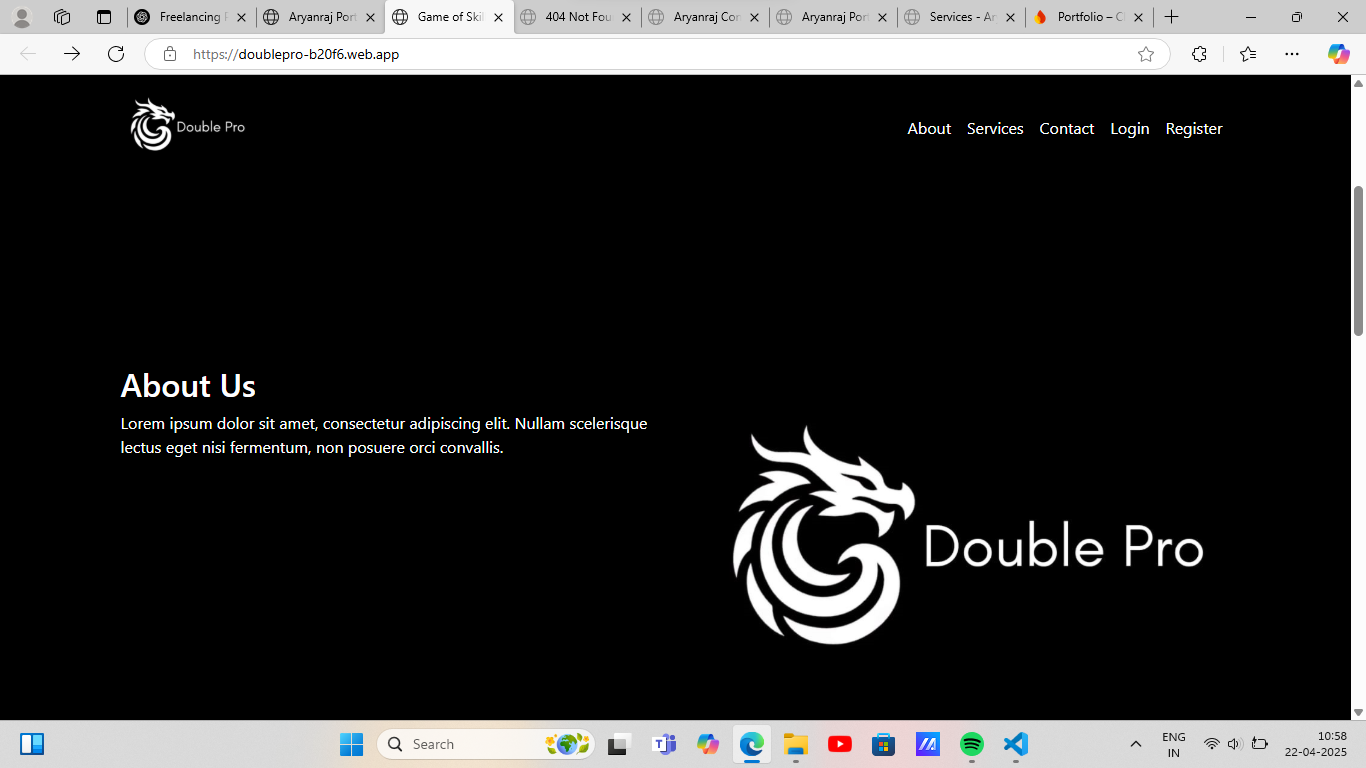 Freelancing
Aryanraj Port
Game of Skil
404 Not Fou
Aryanraj Cor
Aryanraj Port
Services - Ar
Portfolio – C
https://doublepro-b20f6.web.app
Double Pro
About Services Contact Login Register
About Us
Lorem ipsum dolor sit amet, consectetur adipiscing elit. Nullam scelerisque
lectus eget nisi fermentum, non posuere orci convallis.
Double Pro
Search
ENG
IN
10:58
22-04-2025